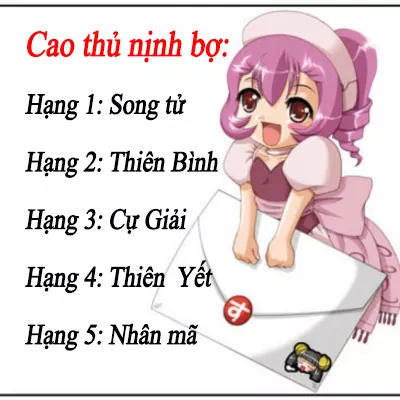 Cao thủ nịnh bợ:
Hạng 1: Song tử
Hạng 2: Thiên Bình
Hạng 3: Cự Giải
Hạng 4: Thiên Yết
Hạng 5: Nhân mã
す